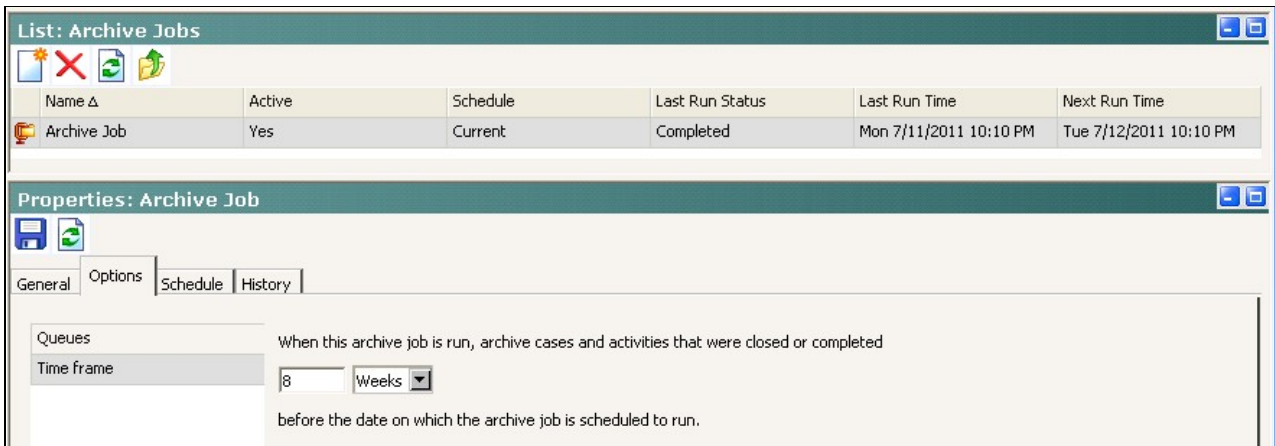 List: Archive Jobs
Name Active Schedule Last Run Status Last Run Time Next Run Time
Archive Job Yes Current Completed Mon 7/11/2011 10:10 PM Tue 7/12/2011 10:10 PM
Properties: Archive Job
General Options Schedule History
Queues
When this archive job is run, archive cases and activities that were closed or completed
Time frame
8 Weeks
before the date on which the archive job is scheduled to run.